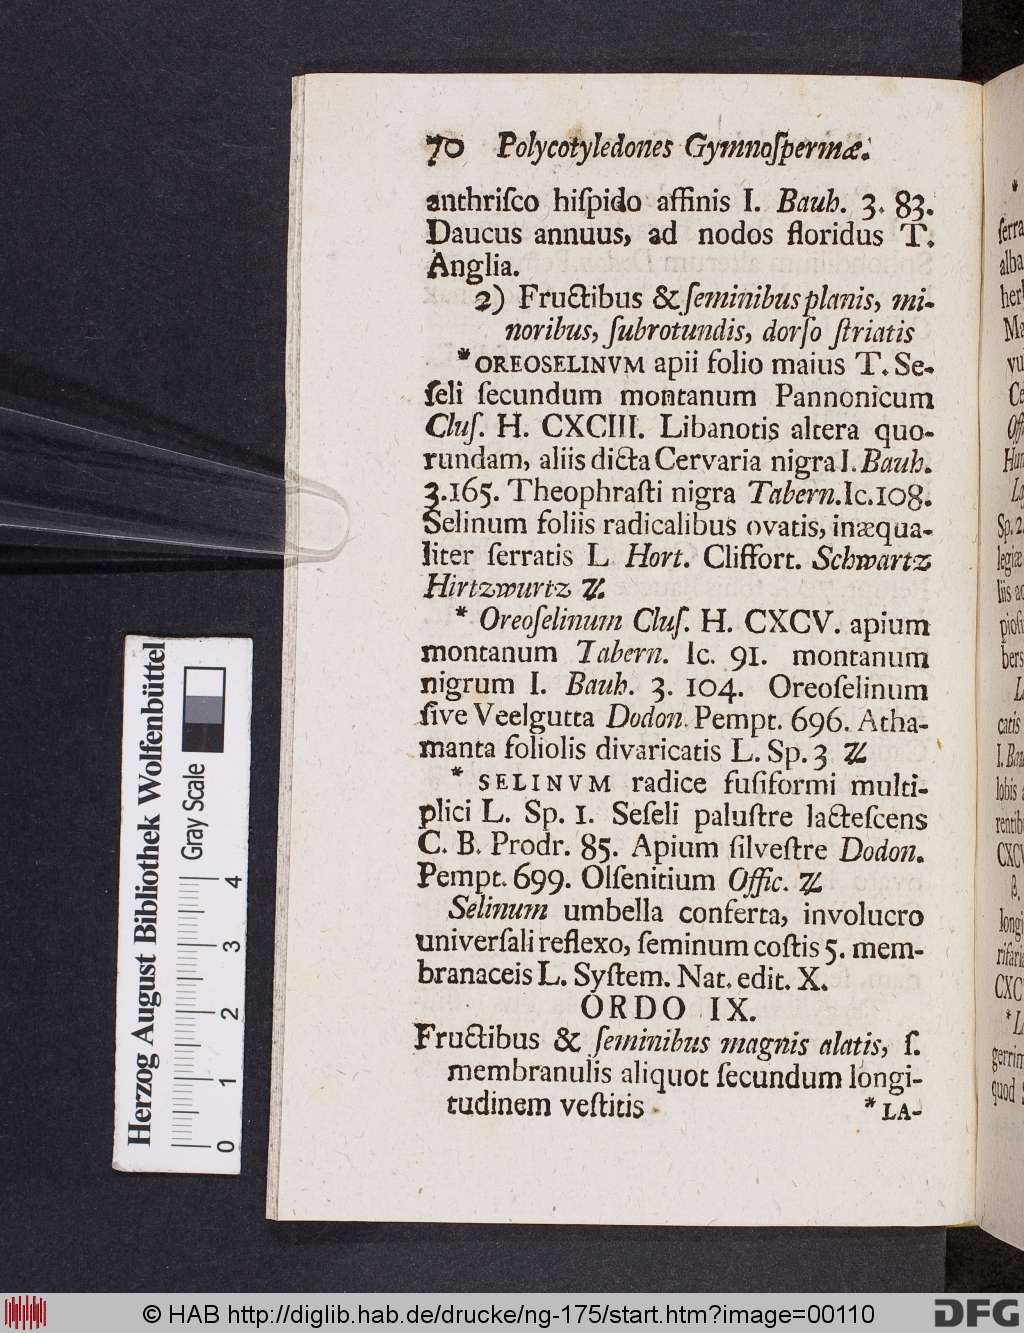 70 Polycotyledones Gymnoſpermæ.
anthriſco hiſpido affinis I. Bauh. 3. 83.
Daucus annuus, ad nodos floridus T.
Anglia.
2) Fructibus & ſeminibus planis, mi-
noribus, ſubrotundis, dorſo ſtriatis
* OREOSELINVM apii folio maius T. Se-
ſeli ſecundum montanum Pannonicum
Cluſ. H. CXCIII. Libanotis altera quo-
rundam, aliis dicta Cervaria nigra I. Bauh.
3. 165. Theophraſti nigra Tabern. Ic. 108.
Selinum foliis radicalibus ovatis, inæqua-
liter ſerratis L Hort. Cliffort. Schwartz
Hirtzwurtz ♃.
* Oreoſelinum Cluſ. H. CXCV. apium
montanum Tabern. Ic. 91. montanum
nigrum I. Bauh. 3. 104. Oreoſelinum
ſive Veelgutta Dodon. Pempt. 696. Atha-
manta foliolis divaricatis L. Sp. 3 ♃
* SELINVM radice fuſiformi multi-
plici L. Sp. 1. Seſeli paluſtre lacteſcens
C. B. Prodr. 85. Apium ſilveſtre Dodon.
Pempt. 699. Olſenitium Offic. ♃
Selinum umbella conferta, involucro
univerſali reflexo, ſeminum coſtis 5. mem-
branaceis L. Syſtem. Nat. edit. X.
ORDO IX.
Fructibus & ſeminibus magnis alatis, ſ.
membranulis aliquot ſecundum longi-
tudinem veſtitis
* LA-
Herzog August Bibliothek Wolfenbüttel
Gray Scale
0 1 2 3 4
© HAB http://diglib.hab.de/drucke/ng-175/start.htm?image=00110
DFG